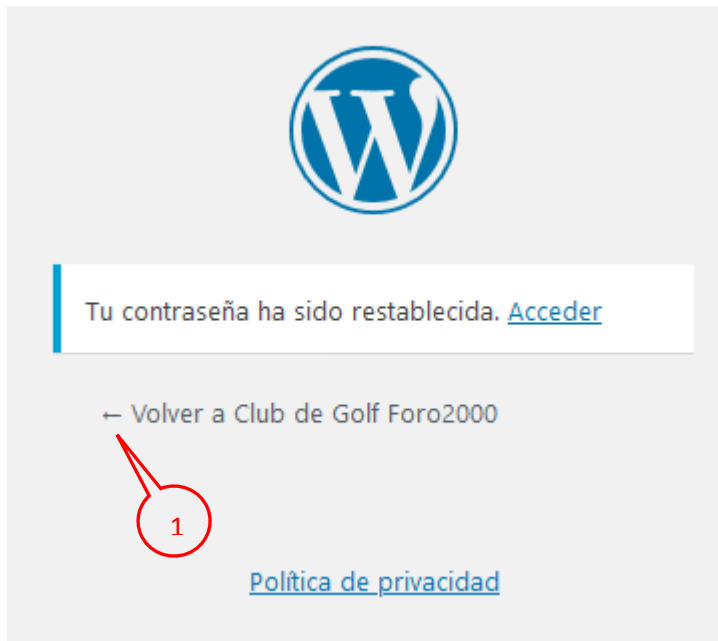 Tu contraseña ha sido restablecida. Acceder
← Volver a Club de Golf Foro2000
1
Política de privacidad